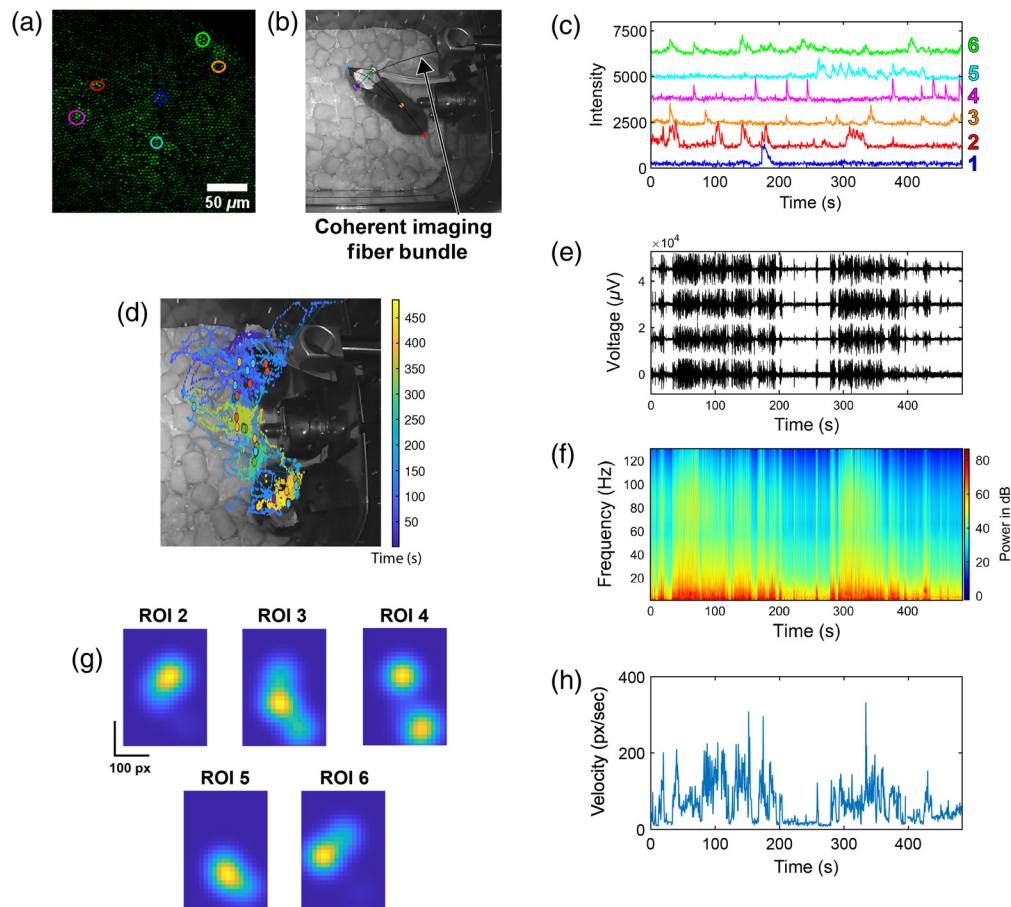 (a)
50 µm
(b)
Coherent imaging
fiber bundle
(c)
7500
5000
2500
0
Intensity
0 100 200 300 400
Time (s)
6
5
4
3
2
1
(d)
450
400
350
300
250
200
150
100
50
Time (s)
(e)
× 10⁴
4
2
0
Voltage (µV)
0 100 200 300 400
Time (s)
(f)
120
100
80
60
40
20
Frequency (Hz)
0 100 200 300 400
Time (s)
80
60
40
20
0
Power in dB
(g)
ROI 2 ROI 3 ROI 4
100 px
ROI 5 ROI 6
(h)
400
200
0
Velocity (px/sec)
0 100 200 300 400
Time (s)